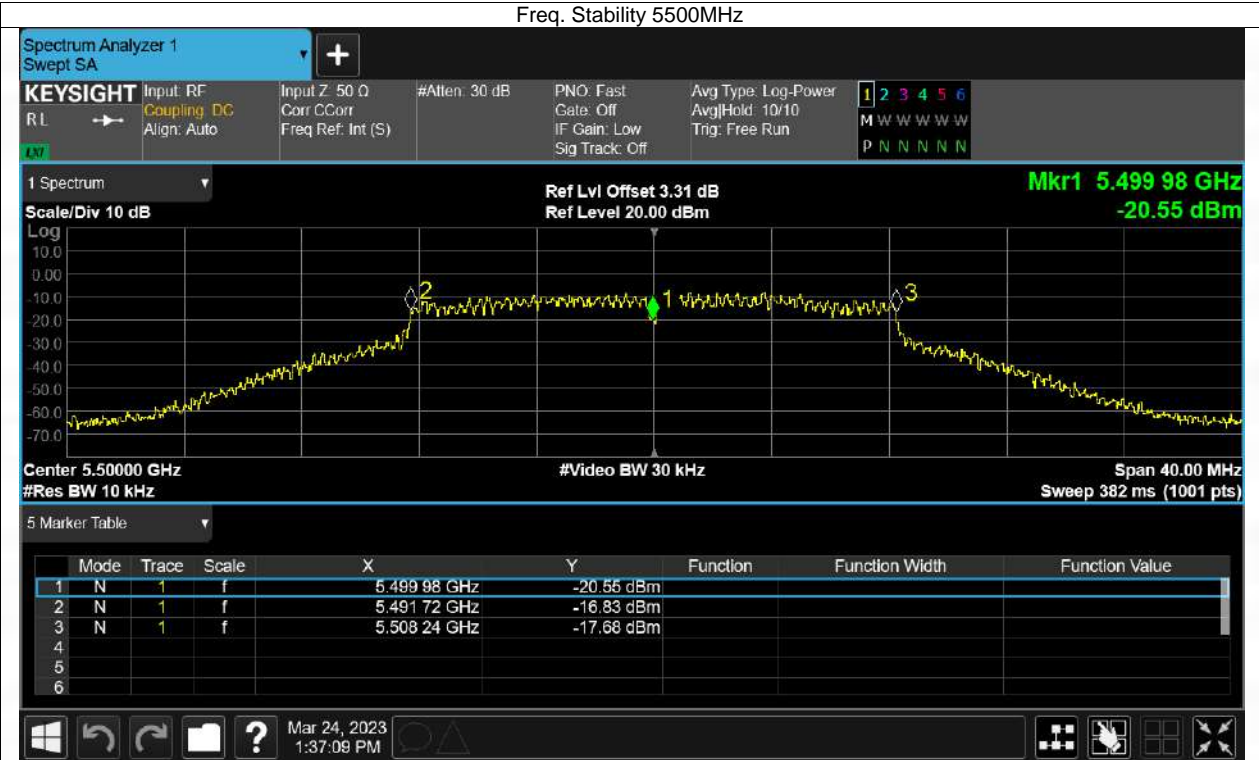 Freq. Stability 5500MHz
Spectrum Analyzer 1
Swept SA
+
KEYSIGHT
RL
LXI
Input: RF
Coupling: DC
Align: Auto
Input Z: 50 Ω
Corr CCorr
Freq Ref: Int (S)
#Atten: 30 dB
PNO: Fast
Gate: Off
IF Gain: Low
Sig Track: Off
Avg Type: Log-Power
Avg|Hold: 10/10
Trig: Free Run
1 2 3 4 5 6
M W W W W W
P N N N N N
1 Spectrum
Scale/Div 10 dB
Ref Lvl Offset 3.31 dB
Ref Level 20.00 dBm
Mkr1 5.499 98 GHz
-20.55 dBm
Log
10.0
0.00
-10.0
-20.0
-30.0
-40.0
-50.0
-60.0
-70.0
2
1
3
Center 5.50000 GHz
#Video BW 30 kHz
Span 40.00 MHz
#Res BW 10 kHz
Sweep 382 ms (1001 pts)
5 Marker Table
Mode Trace Scale X Y Function Function Width Function Value
1 N 1 f 5.499 98 GHz -20.55 dBm
2 N 1 f 5.491 72 GHz -16.83 dBm
3 N 1 f 5.508 24 GHz -17.68 dBm
4
5
6
?
Mar 24, 2023
1:37:09 PM